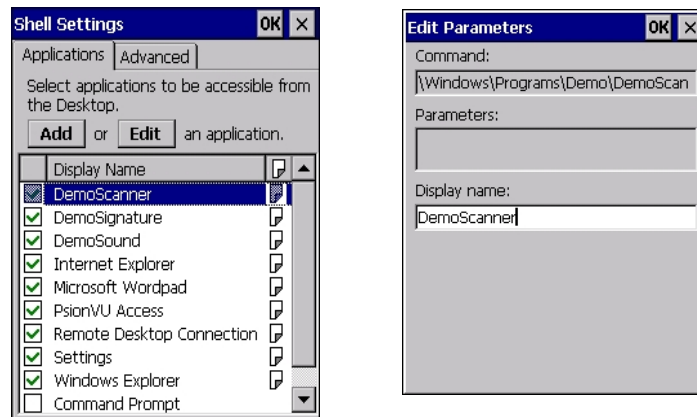 Shell Settings OK
Applications Advanced
Select applications to be accessible from
the Desktop.
Add or Edit an application.
Display Name
DemoScanner
DemoSignature
DemoSound
Internet Explorer
Microsoft Wordpad
PsionVU Access
Remote Desktop Connection
Settings
Windows Explorer
Command Prompt
Edit Parameters OK
Command:
\Windows\Programs\Demo\DemoScan
Parameters:
Display name:
DemoScanner